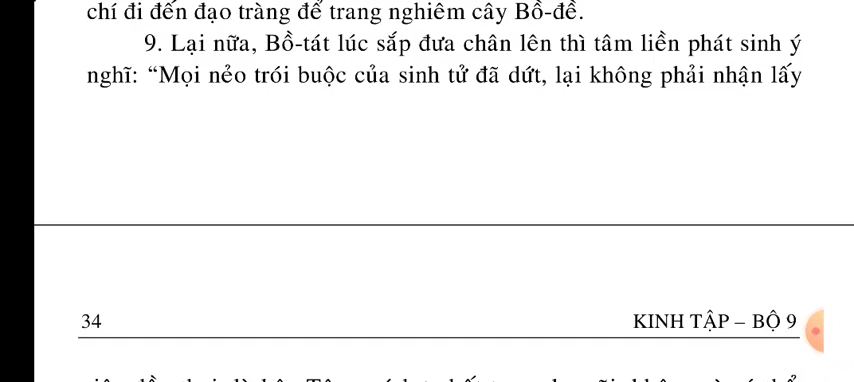 chí đi đến đạo tràng để trang nghiêm cây Bồ-đề.
9. Lại nữa, Bồ-tát lúc sắp đưa chân lên thì tâm liền phát sinh ý
nghĩ: “Mọi nẻo trói buộc của sinh tử đã dứt, lại không phải nhận lấy
34 KINH TẬP – BỘ 9